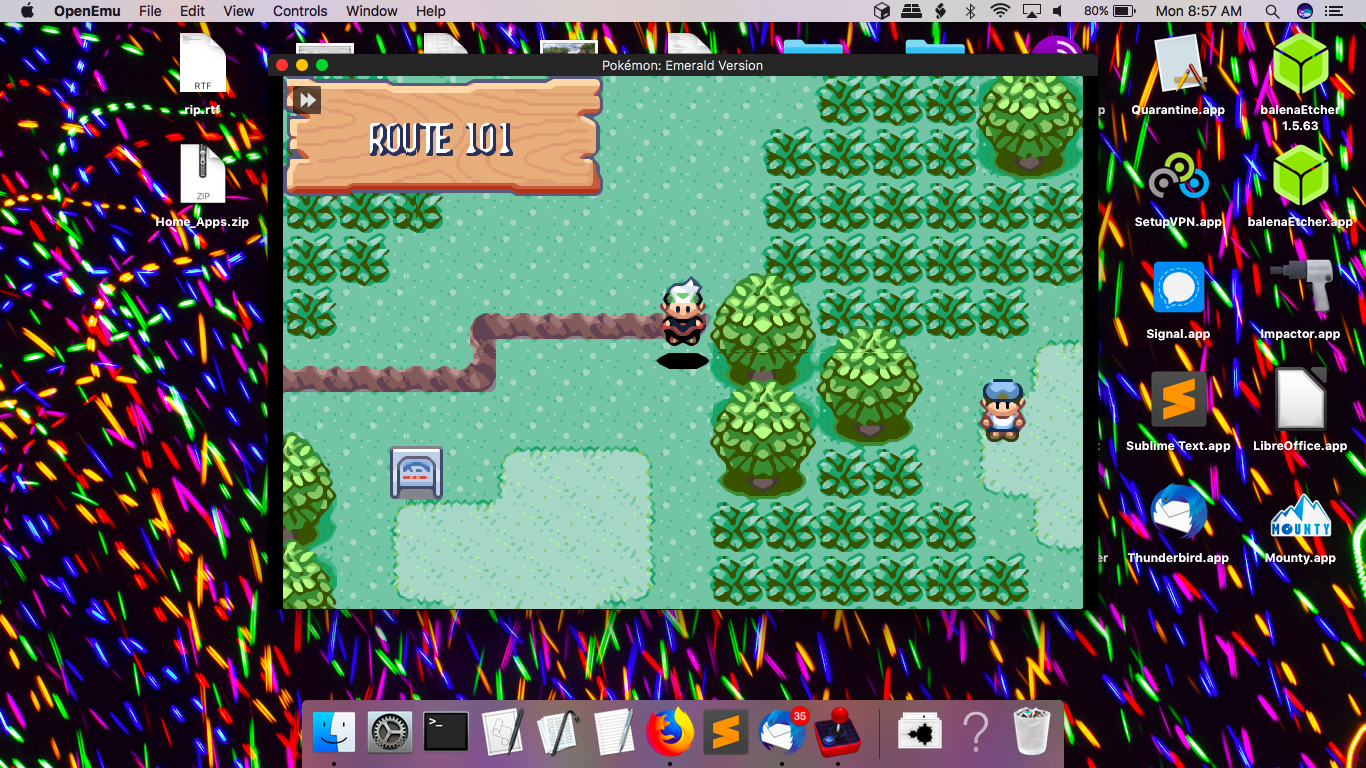 OpenEmu File Edit View Controls Window Help
80% Mon 8:57 AM
Pokémon: Emerald Version
ROUTE 101
RTF
rip.rtf
ZIP
Home_Apps.zip
Quarantine.app
balenaEtcher
1.5.63
SetupVPN.app
balenaEtcher.app
Signal.app
Impactor.app
Sublime Text.app
LibreOffice.app
MOUNTY
Thunderbird.app
Mounty.app
35